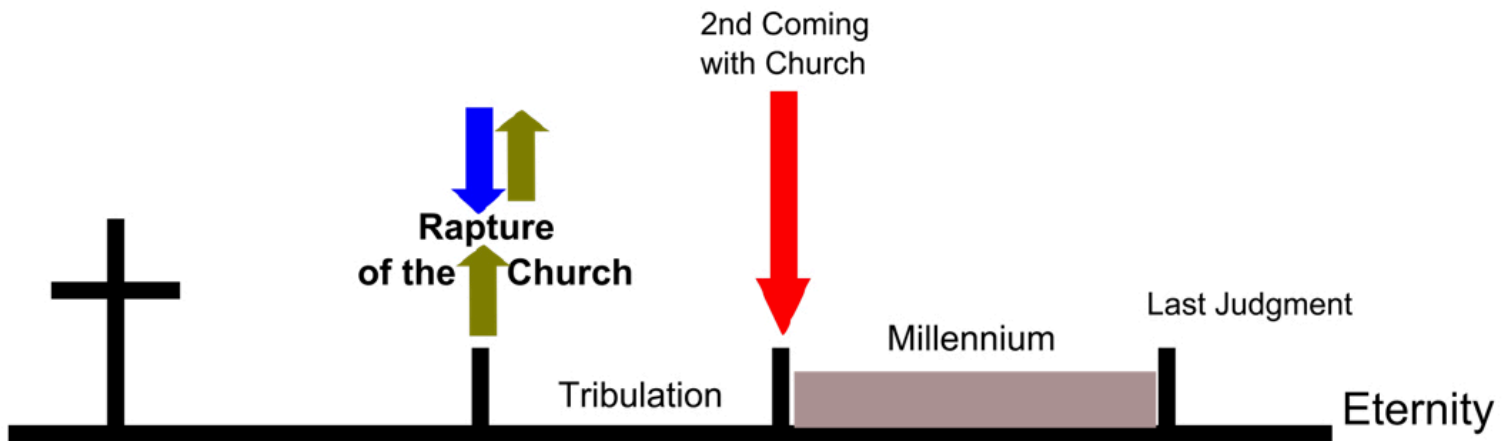 2nd Coming
with Church
Rapture
of the Church
Last Judgment
Millennium
Tribulation
Eternity